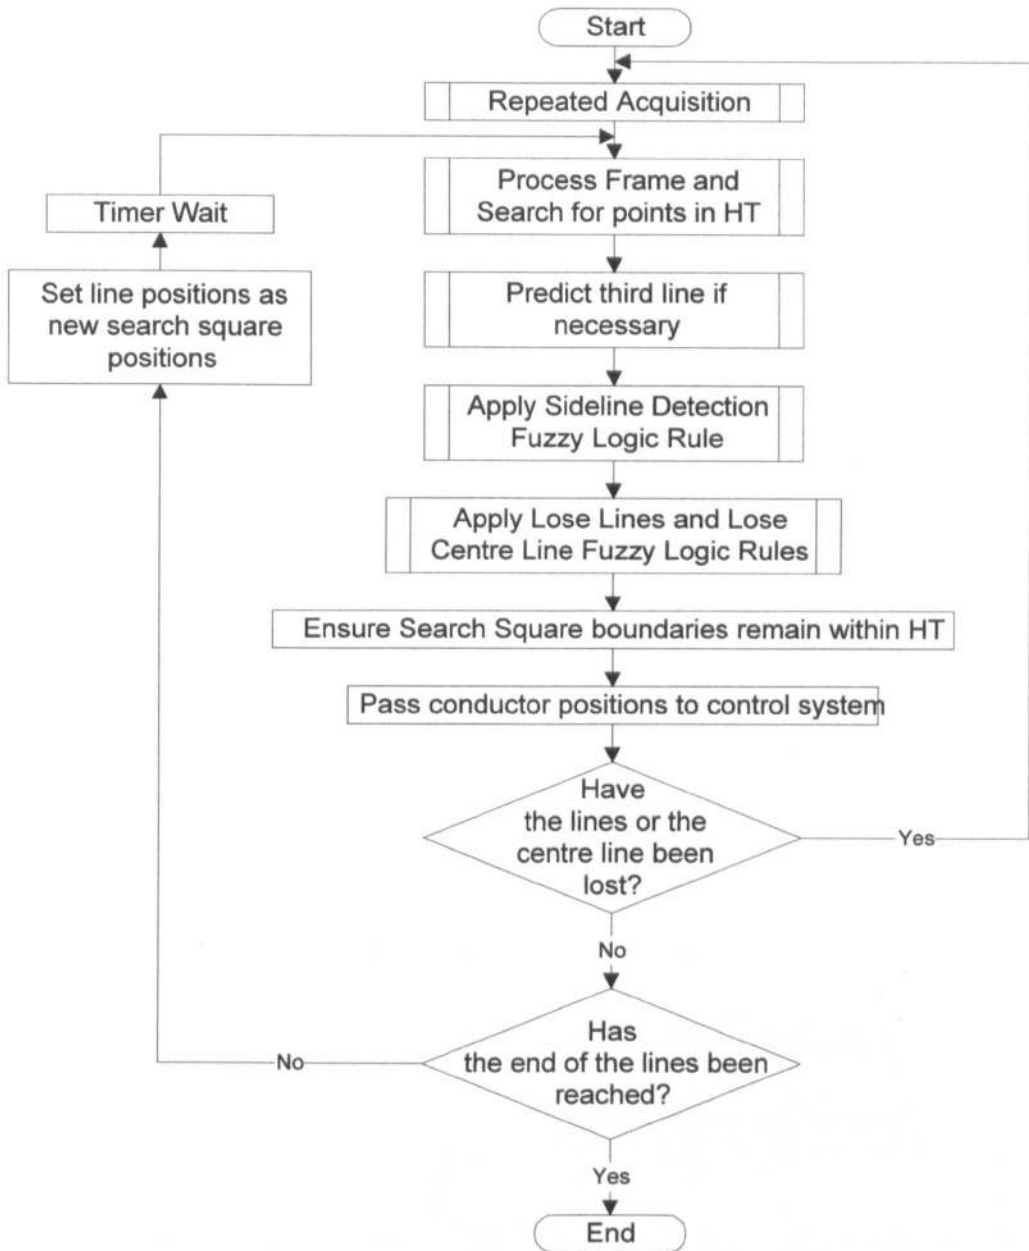 Start
Repeated Acquisition
Process Frame and
Search for points in HT
Timer Wait
Set line positions as
new search square
positions
Predict third line if
necessary
Apply Sideline Detection
Fuzzy Logic Rule
Apply Lose Lines and Lose
Centre Line Fuzzy Logic Rules
Ensure Search Square boundaries remain within HT
Pass conductor positions to control system
Have
the lines or the
centre line been
lost?
Yes
No
Has
the end of the lines been
reached?
No
Yes
End